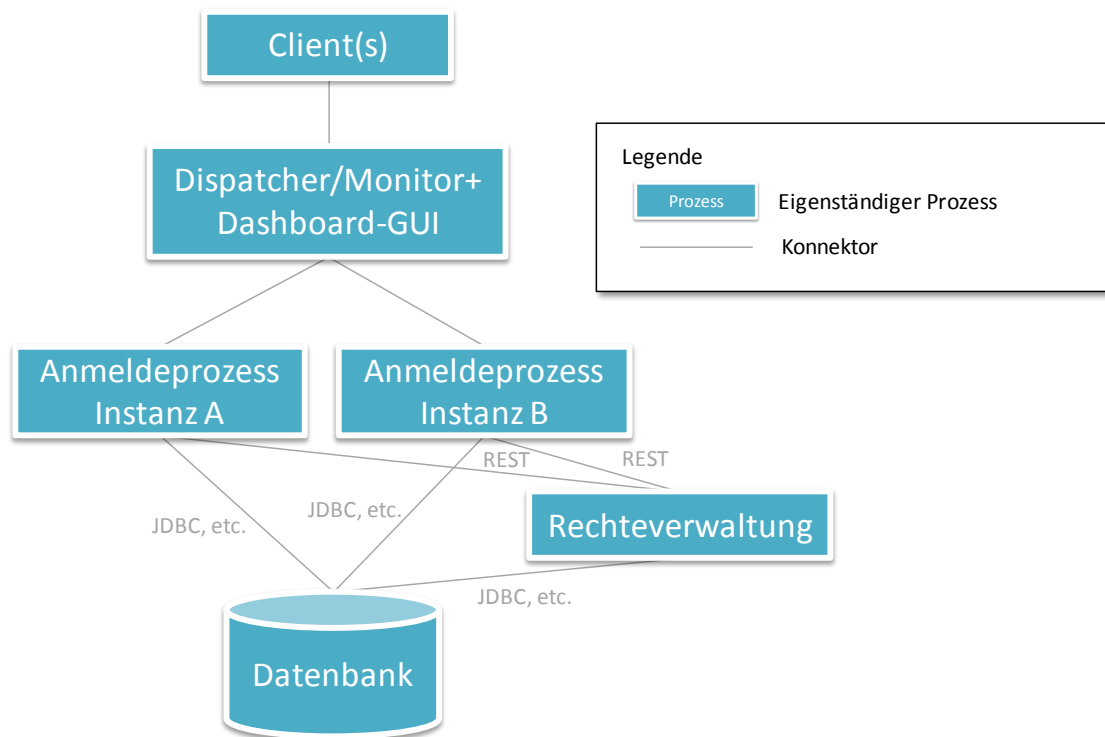 Client(s)
Dispatcher/Monitor+
Dashboard-GUI
Legende
Prozess
Eigenständiger Prozess
Konnektor
Anmeldeprozess
Instanz A
Anmeldeprozess
Instanz B
REST
REST
JDBC, etc.
JDBC, etc.
Rechteverwaltung
JDBC, etc.
Datenbank